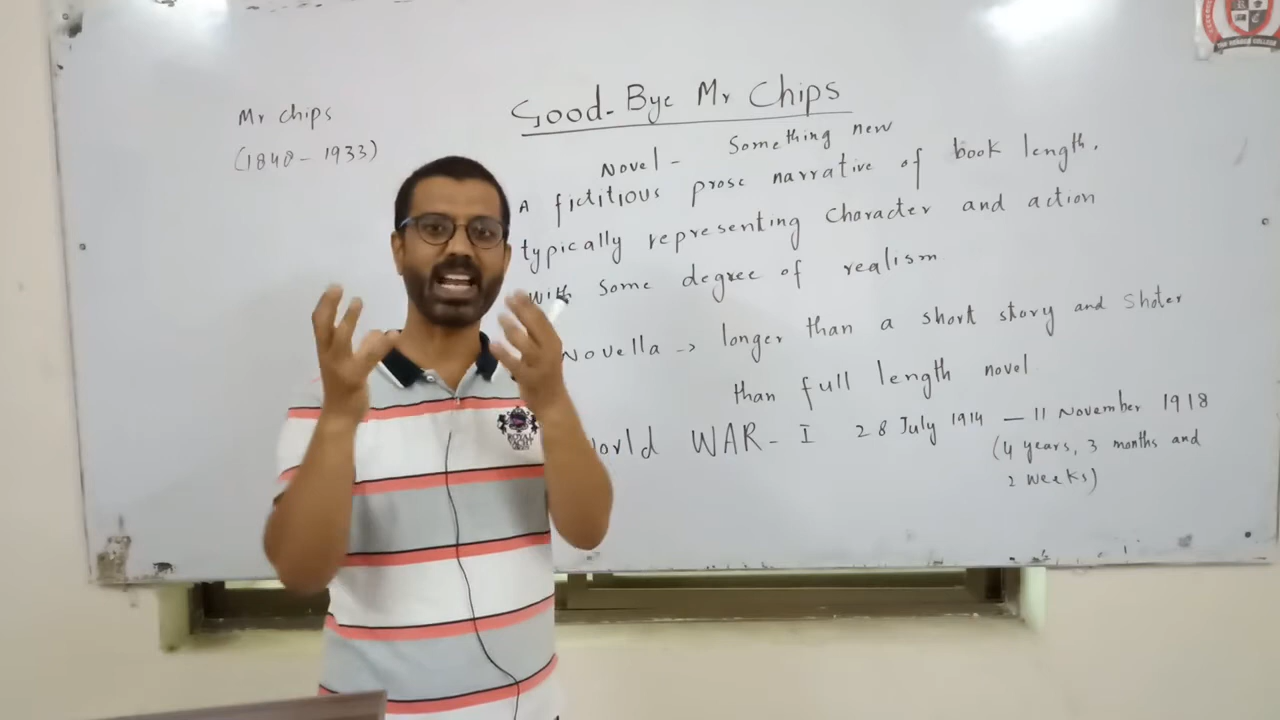 Good-Bye Mr Chips
Mr chips
(1848 - 1933)
Novel - Something new
A fictitious prose narrative of book length,
typically representing Character and action
with some degree of realism
Novella → longer than a short story and Shoter
than full length novel
World WAR - I 28 July 1914 - 11 November 1918
(4 years, 3 months and
2 weeks)
ROYAL